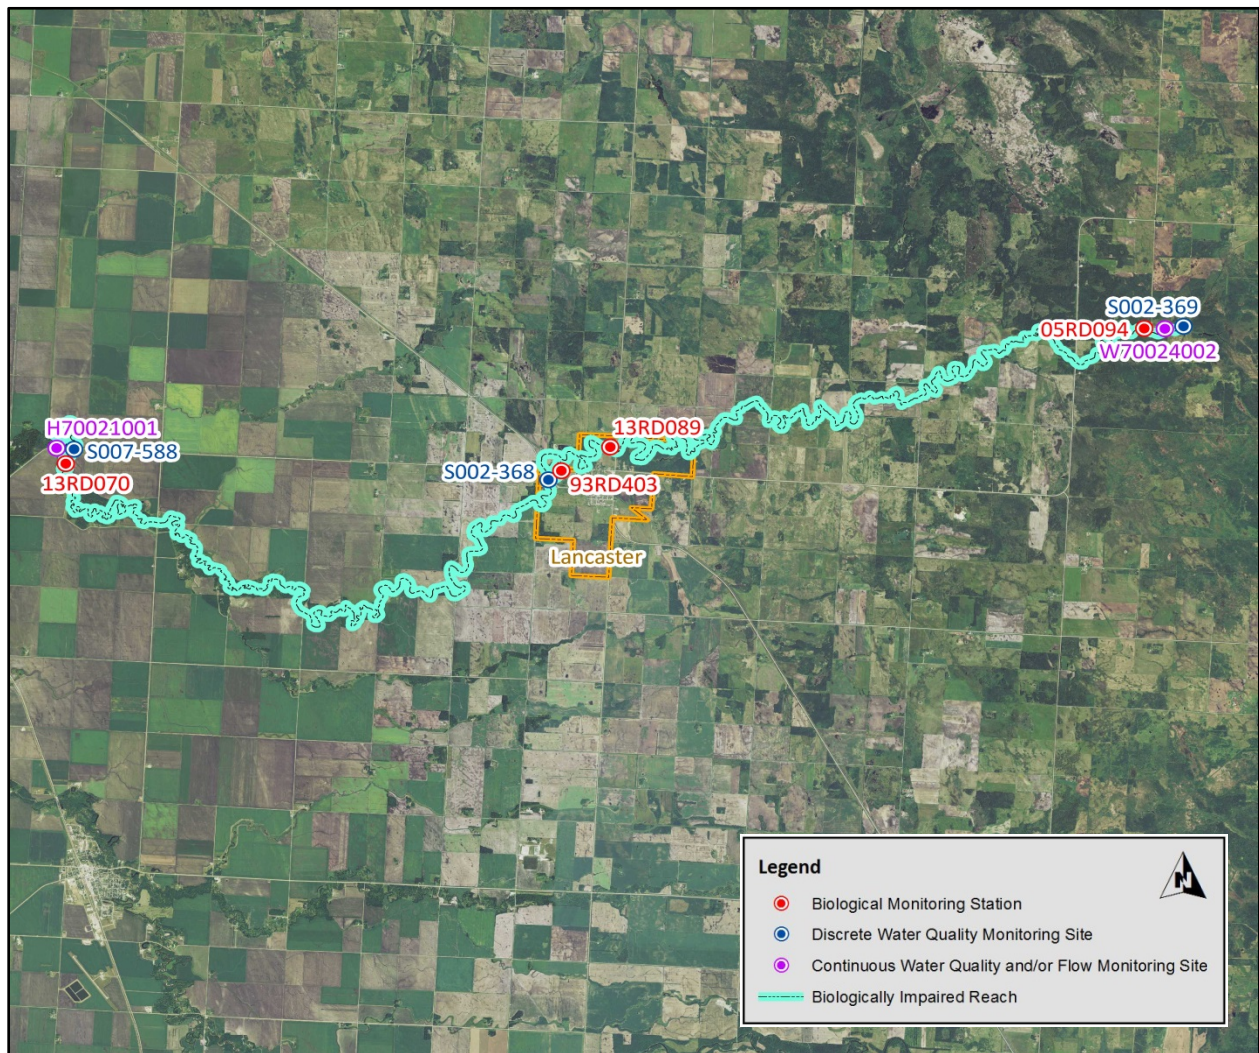 S002-369
05RD094
W70024002
H70021001
13RD089
S007-588
S002-368
93RD403
13RD070
Lancaster
Legend
N
Biological Monitoring Station
Discrete Water Quality Monitoring Site
Continuous Water Quality and/or Flow Monitoring Site
Biologically Impaired Reach